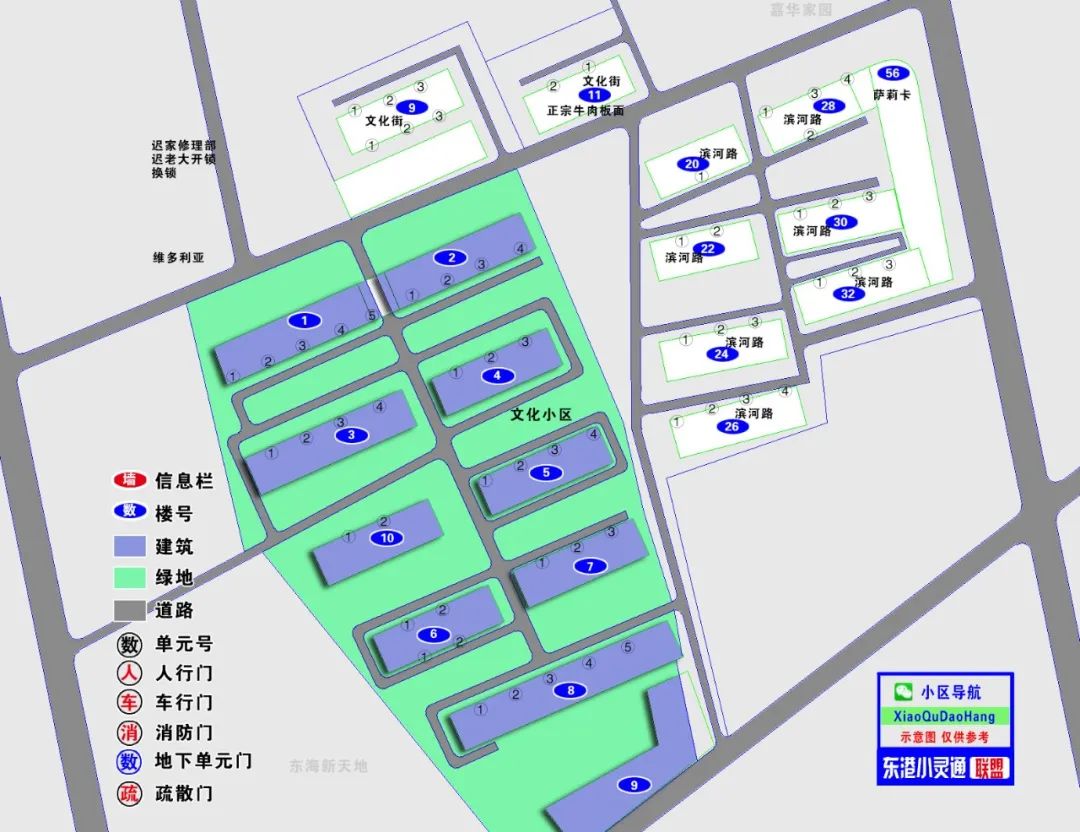 嘉华家园
56
萨莉卡
1
文化街
2
11
正宗牛肉板面
3
2
1
9
文化街
3
2
1
4
3
28
1
滨河路
2
迟家修理部
迟老大开锁
换锁
滨河路
20
1
3
2
1
30
滨河路
维多利亚
2
4
3
2
1
2
1
22
滨河路
3
2
1
滨河路
32
1
5
4
3
2
1
3
2
1
4
3
2
1
滨河路
24
4
3
3
2
1
文化小区
4
3
2
1
滨河路
26
4
3
2
1
5
2
1
10
3
2
1
7
2
1
6
2
1
5
4
3
2
1
8
9
墙 信息栏
数 楼号
建筑
绿地
道路
数 单元号
人 人行门
车 车行门
消 消防门
数 地下单元门
疏 疏散门
东海新天地
小区导航
XiaoQuDaoHang
示意图 仅供参考
东港小灵通 联盟